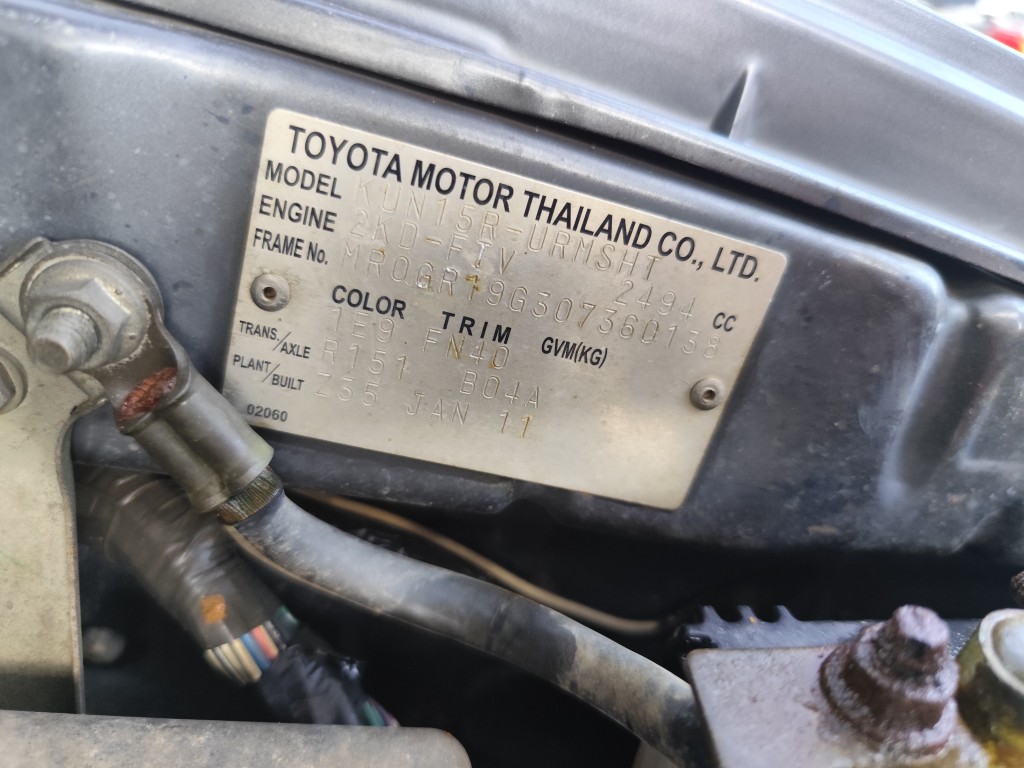 TOYOTA MOTOR THAILAND CO., LTD.
MODEL KUN15R-URMSHT
ENGINE 2KD-FTV 2494 CC
FRAME No. MR0GR19G307360138
COLOR TRIM GVM(KG)
1E9 FN40
TRANS./AXLE R151 B04A
PLANT/BUILT Z35 JAN 11
02060